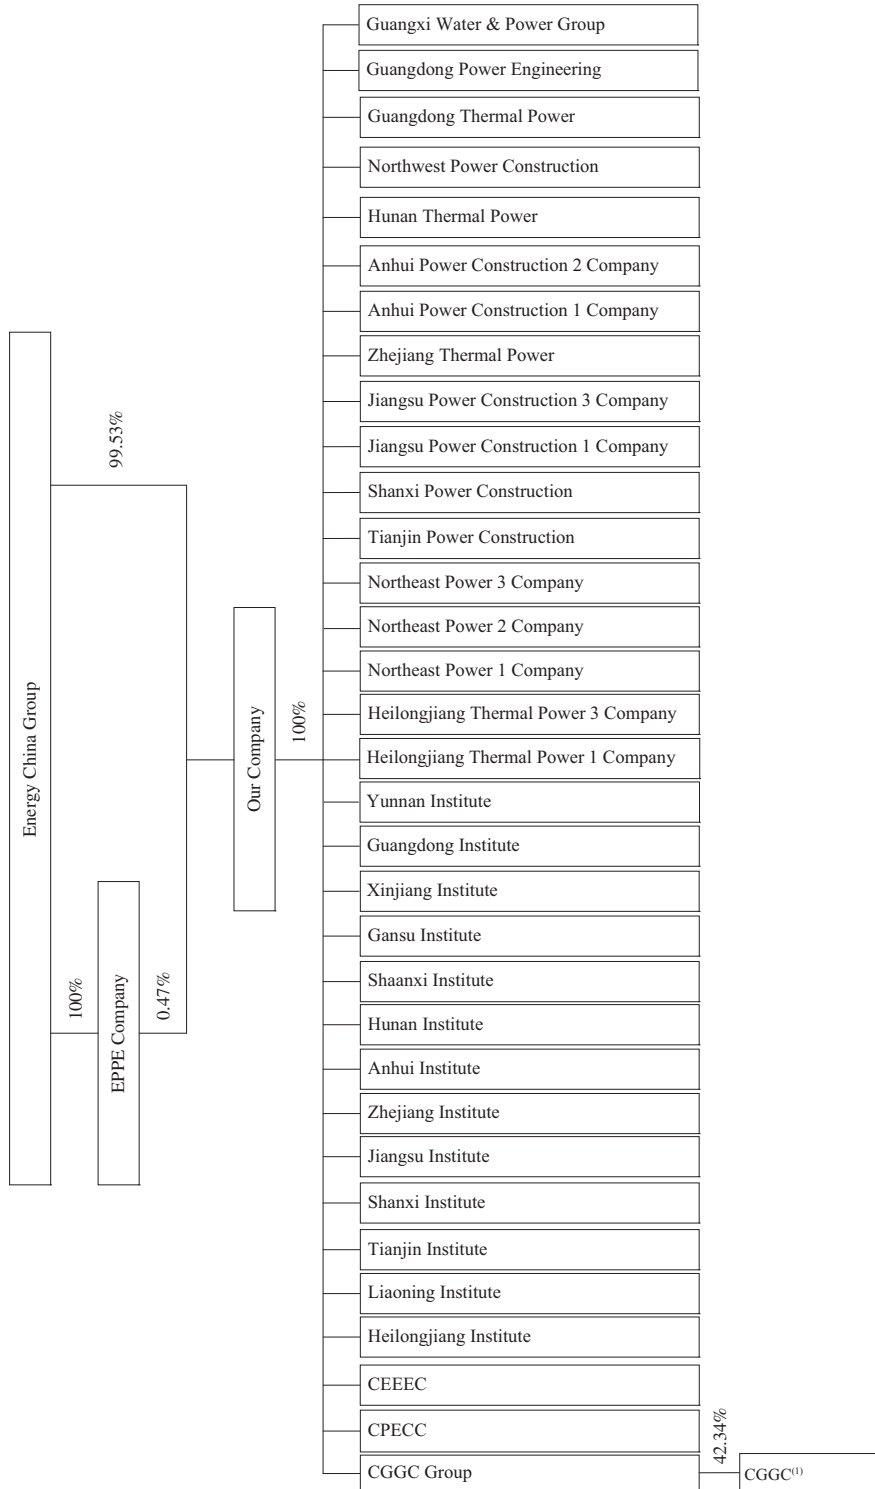 Guangxi Water & Power Group
Guangdong Power Engineering
Guangdong Thermal Power
Northwest Power Construction
Hunan Thermal Power
Anhui Power Construction 2 Company
Anhui Power Construction 1 Company
Zhejiang Thermal Power
Jiangsu Power Construction 3 Company
Jiangsu Power Construction 1 Company
Shanxi Power Construction
Tianjin Power Construction
Northeast Power 3 Company
Northeast Power 2 Company
Northeast Power 1 Company
Heilongjiang Thermal Power 3 Company
Heilongjiang Thermal Power 1 Company
Yunnan Institute
Guangdong Institute
Xinjiang Institute
Gansu Institute
Shaanxi Institute
Hunan Institute
Anhui Institute
Zhejiang Institute
Jiangsu Institute
Shanxi Institute
Tianjin Institute
Liaoning Institute
Heilongjiang Institute
CEEEC
CPECC
CGGC Group
42.34%
CGGC(1)
Energy China Group
99.53%
100%
EPPE Company
0.47%
Our Company
100%